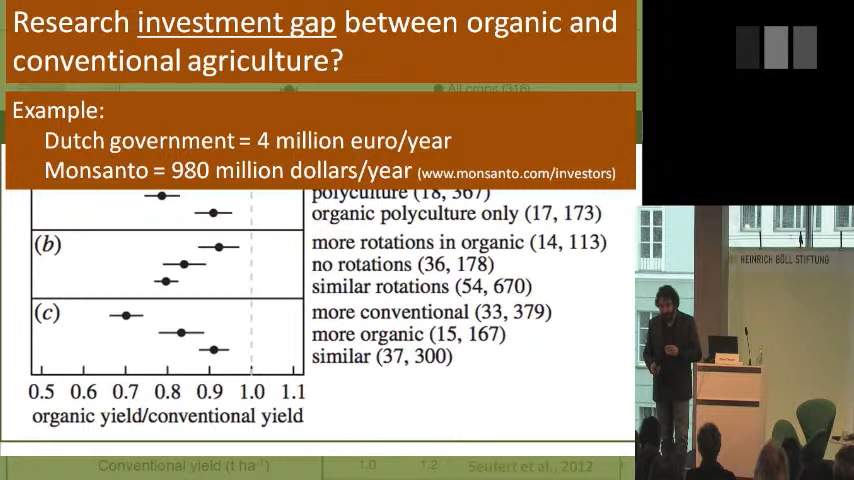 Research investment gap between organic and
conventional agriculture?
All crops (316)
Example:
Dutch government = 4 million euro/year
Monsanto = 980 million dollars/year (www.monsanto.com/investors)
polyculture (18, 367)
organic polyculture only (17, 173)
(b)
more rotations in organic (14, 113)
no rotations (36, 178)
similar rotations (54, 670)
(c)
more conventional (33, 379)
more organic (15, 167)
similar (37, 300)
0.5 0.6 0.7 0.8 0.9 1.0 1.1
organic yield/conventional yield
Conventional yield (t ha⁻¹) 1.0 1.2 Seufert et al., 2012
HEINRICH BÖLL STIFTUNG